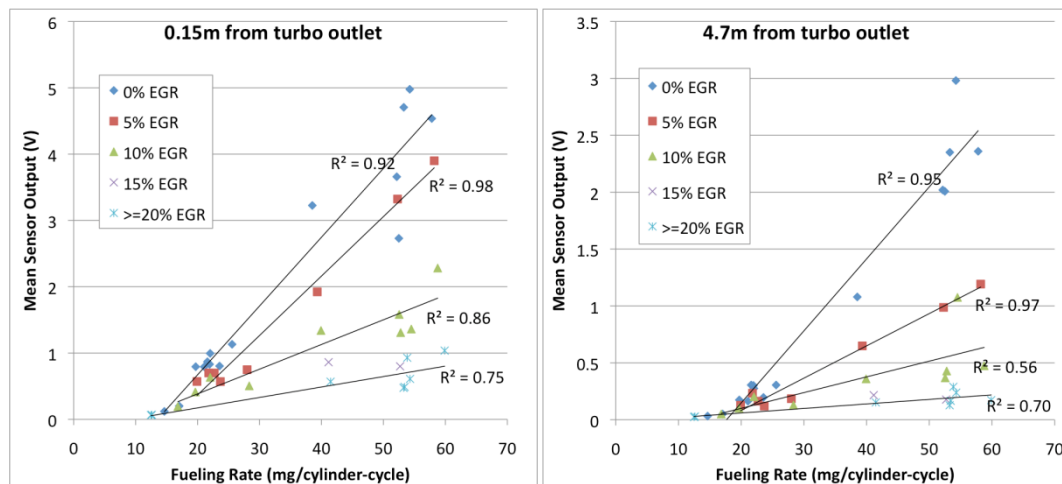 0.15m from turbo outlet
Mean Sensor Output (V)
6
5
4
3
2
1
0
0% EGR
5% EGR
10% EGR
15% EGR
>=20% EGR
R² = 0.92
R² = 0.98
R² = 0.86
R² = 0.75
0 10 20 30 40 50 60 70
Fueling Rate (mg/cylinder-cycle)
4.7m from turbo outlet
Mean Sensor Output (V)
3.5
3
2.5
2
1.5
1
0.5
0
0% EGR
5% EGR
10% EGR
15% EGR
>=20% EGR
R² = 0.95
R² = 0.97
R² = 0.56
R² = 0.70
0 10 20 30 40 50 60 70
Fueling Rate (mg/cylinder-cycle)